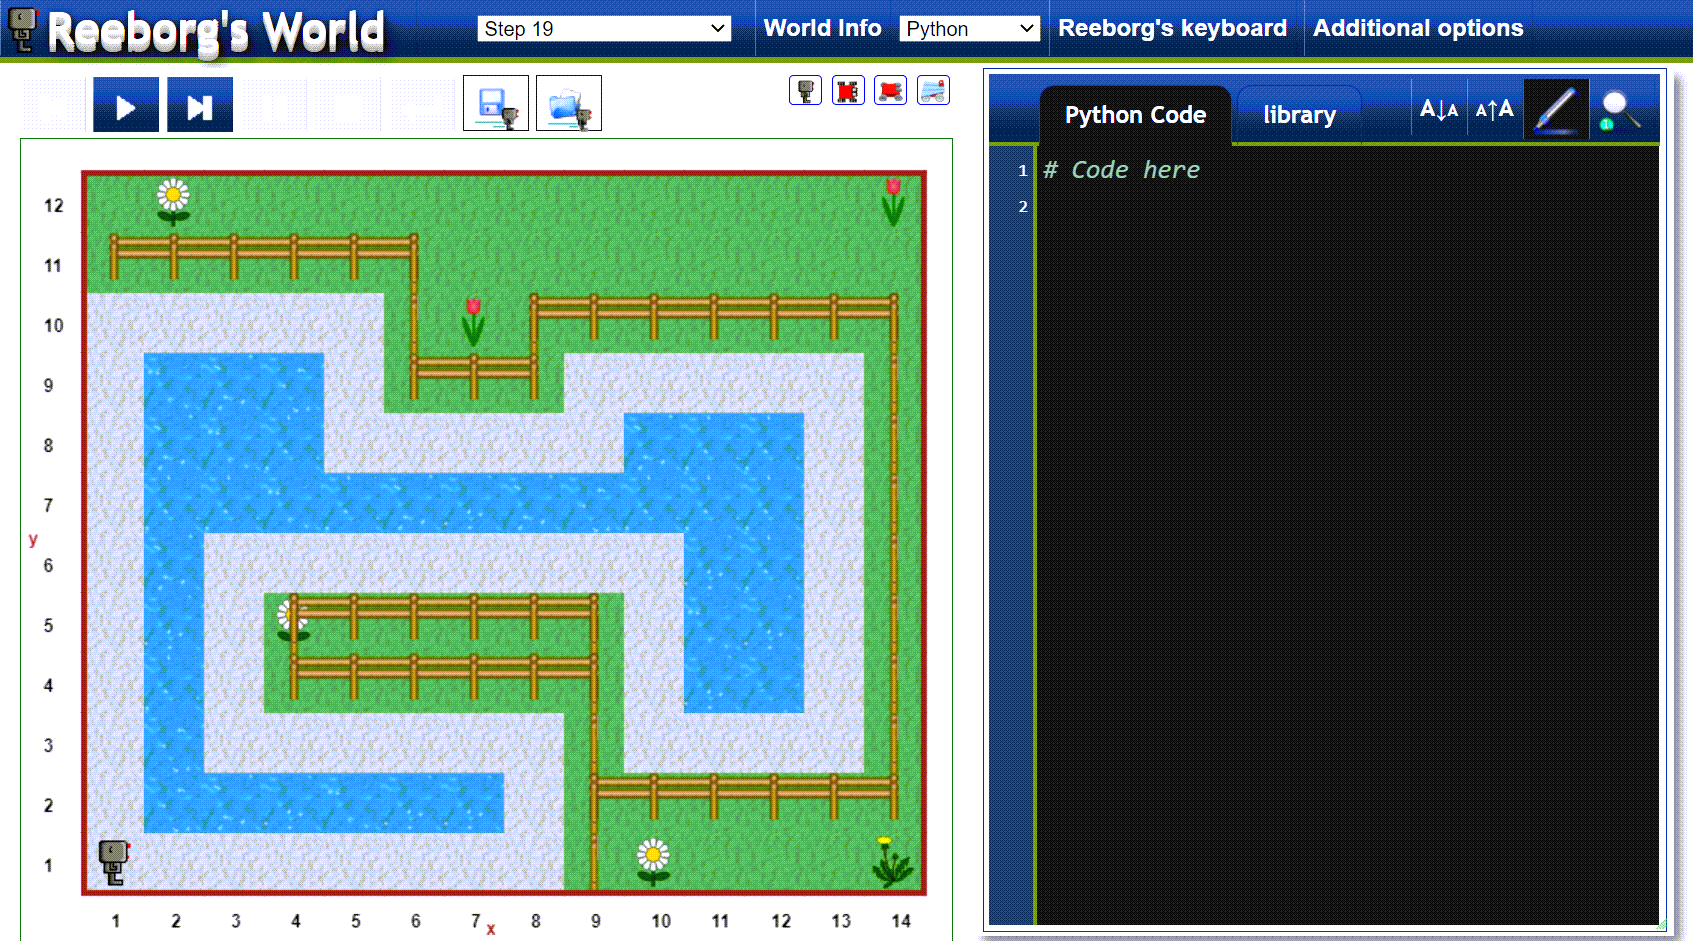 Reeborg's World
Step 19
World Info
Python
Reeborg's keyboard
Additional options
Python Code
library
A↓A
A↑A
1
1 # Code here
2
12
11
10
9
8
7
y
6
5
4
3
2
1
1 2 3 4 5 6 7 8 9 10 11 12 13 14
x